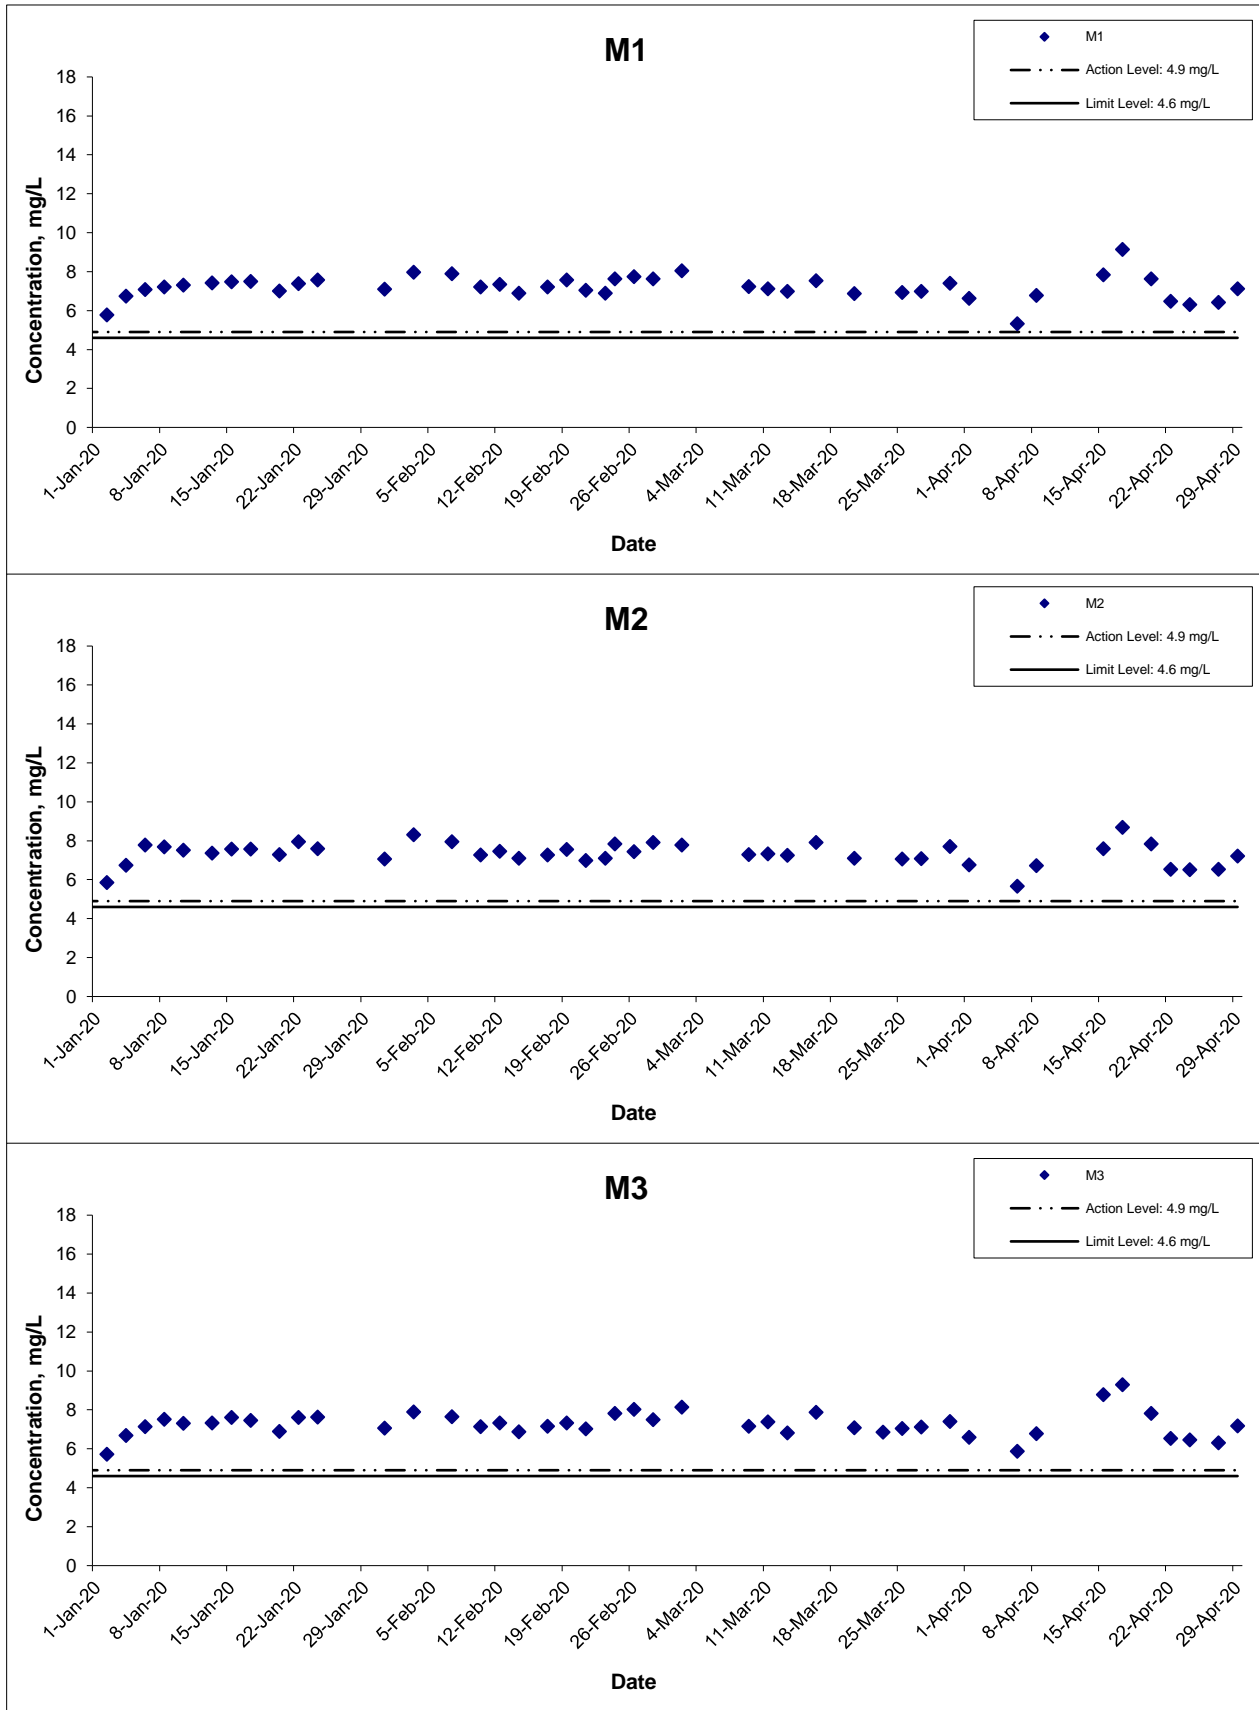 M1
M1
Action Level: 4.9 mg/L
Limit Level: 4.6 mg/L
18
16
14
12
10
8
6
4
2
0
Concentration, mg/L
1-Jan-20
8-Jan-20
15-Jan-20
22-Jan-20
29-Jan-20
5-Feb-20
12-Feb-20
19-Feb-20
26-Feb-20
4-Mar-20
11-Mar-20
18-Mar-20
25-Mar-20
1-Apr-20
8-Apr-20
15-Apr-20
22-Apr-20
29-Apr-20
Date
M2
M2
Action Level: 4.9 mg/L
Limit Level: 4.6 mg/L
18
16
14
12
10
8
6
4
2
0
Concentration, mg/L
1-Jan-20
8-Jan-20
15-Jan-20
22-Jan-20
29-Jan-20
5-Feb-20
12-Feb-20
19-Feb-20
26-Feb-20
4-Mar-20
11-Mar-20
18-Mar-20
25-Mar-20
1-Apr-20
8-Apr-20
15-Apr-20
22-Apr-20
29-Apr-20
Date
M3
M3
Action Level: 4.9 mg/L
Limit Level: 4.6 mg/L
18
16
14
12
10
8
6
4
2
0
Concentration, mg/L
1-Jan-20
8-Jan-20
15-Jan-20
22-Jan-20
29-Jan-20
5-Feb-20
12-Feb-20
19-Feb-20
26-Feb-20
4-Mar-20
11-Mar-20
18-Mar-20
25-Mar-20
1-Apr-20
8-Apr-20
15-Apr-20
22-Apr-20
29-Apr-20
Date